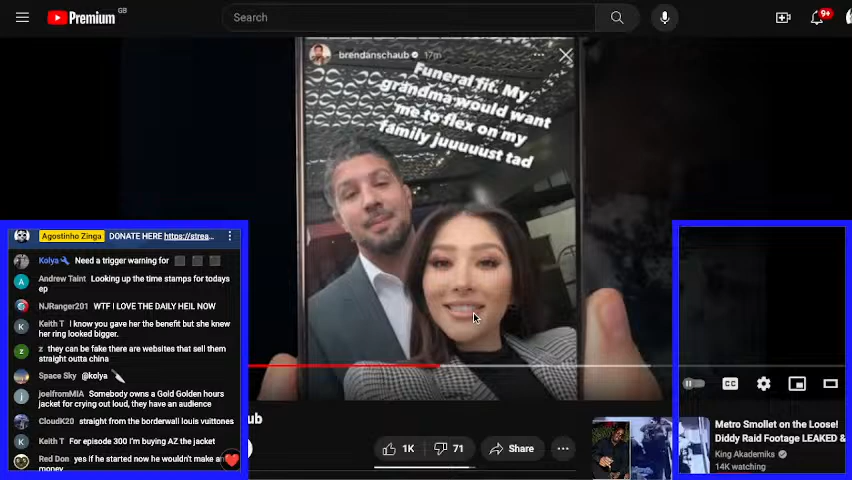 Premium GB
Search
9+
brendanschaub 17m
Funeral fit. My
grandma would want
me to flex on my
family juuuuust tad
Agostinho Zinga DONATE HERE https://strea...
Kolya Need a trigger warning for
Andrew Taint Looking up the time stamps for todays
ep
NJRanger201 WTF I LOVE THE DAILY HEIL NOW
Keith T I know you gave her the benefit but she knew
her ring looked bigger.
z they can be fake there are websites that sell them
straight outta china
Space Sky @kolya
joelfromMIA Somebody owns a Gold Golden hours
jacket for crying out loud, they have an audience
CloudK20 straight from the borderwall louis vuittones
Keith T For episode 300 I'm buying AZ the jacket
Red Don yes if he started now he wouldn't make
money
ub
1K
71
Share
CC
Metro Smollet on the Loose!
Diddy Raid Footage LEAKED &
King Akademiks
14K watching